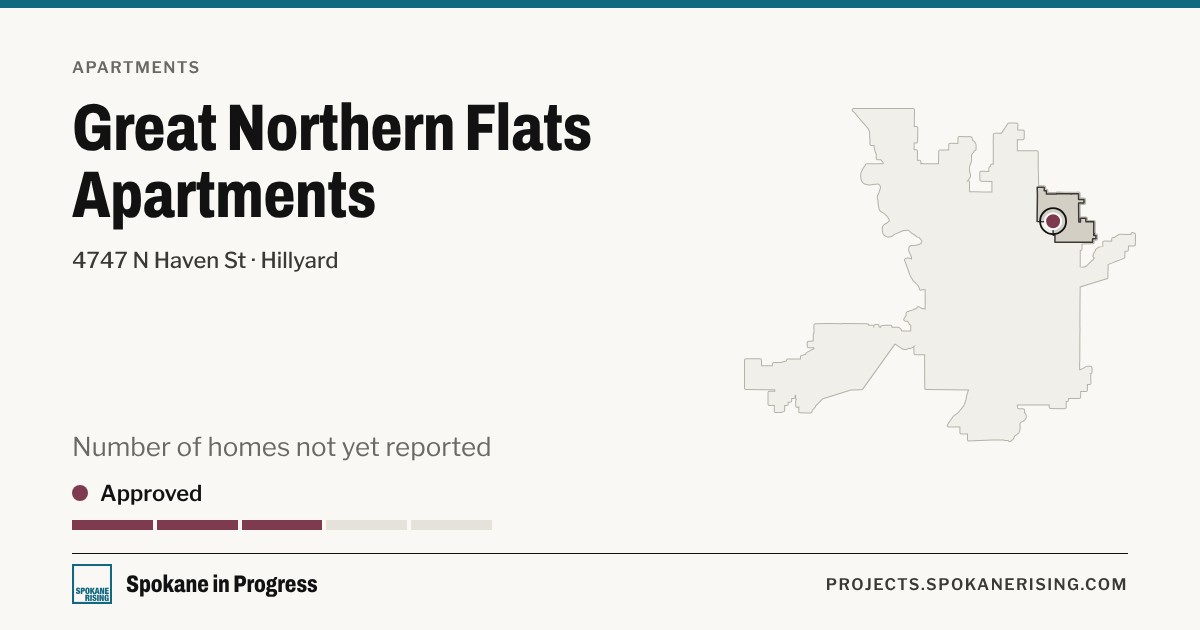 APARTMENTS
Great Northern Flats
Apartments
4747 N Haven St · Hillyard
Number of homes not yet reported
Approved
SPOKANE
RISING
Spokane in Progress
PROJECTS.SPOKANERISING.COM